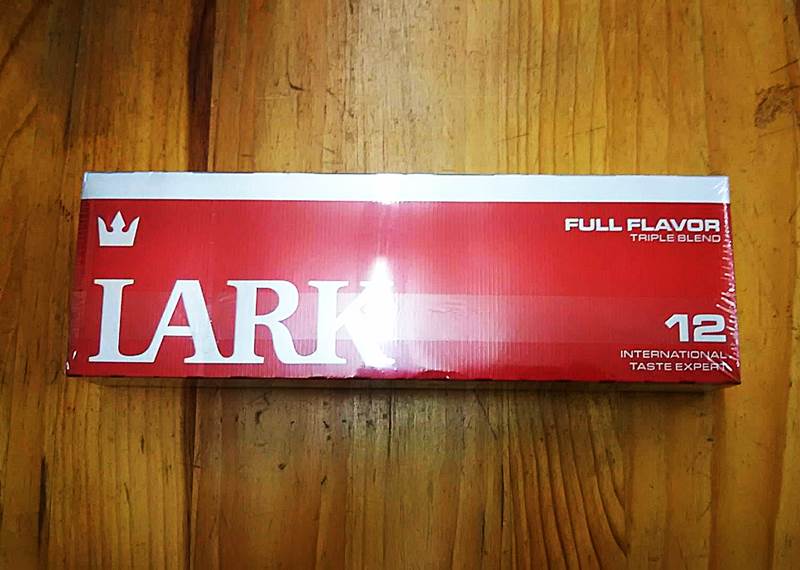 FULL FLAVOR
TRIPLE BLEND
LARK
12
INTERNATIONAL
TASTE EXPERT